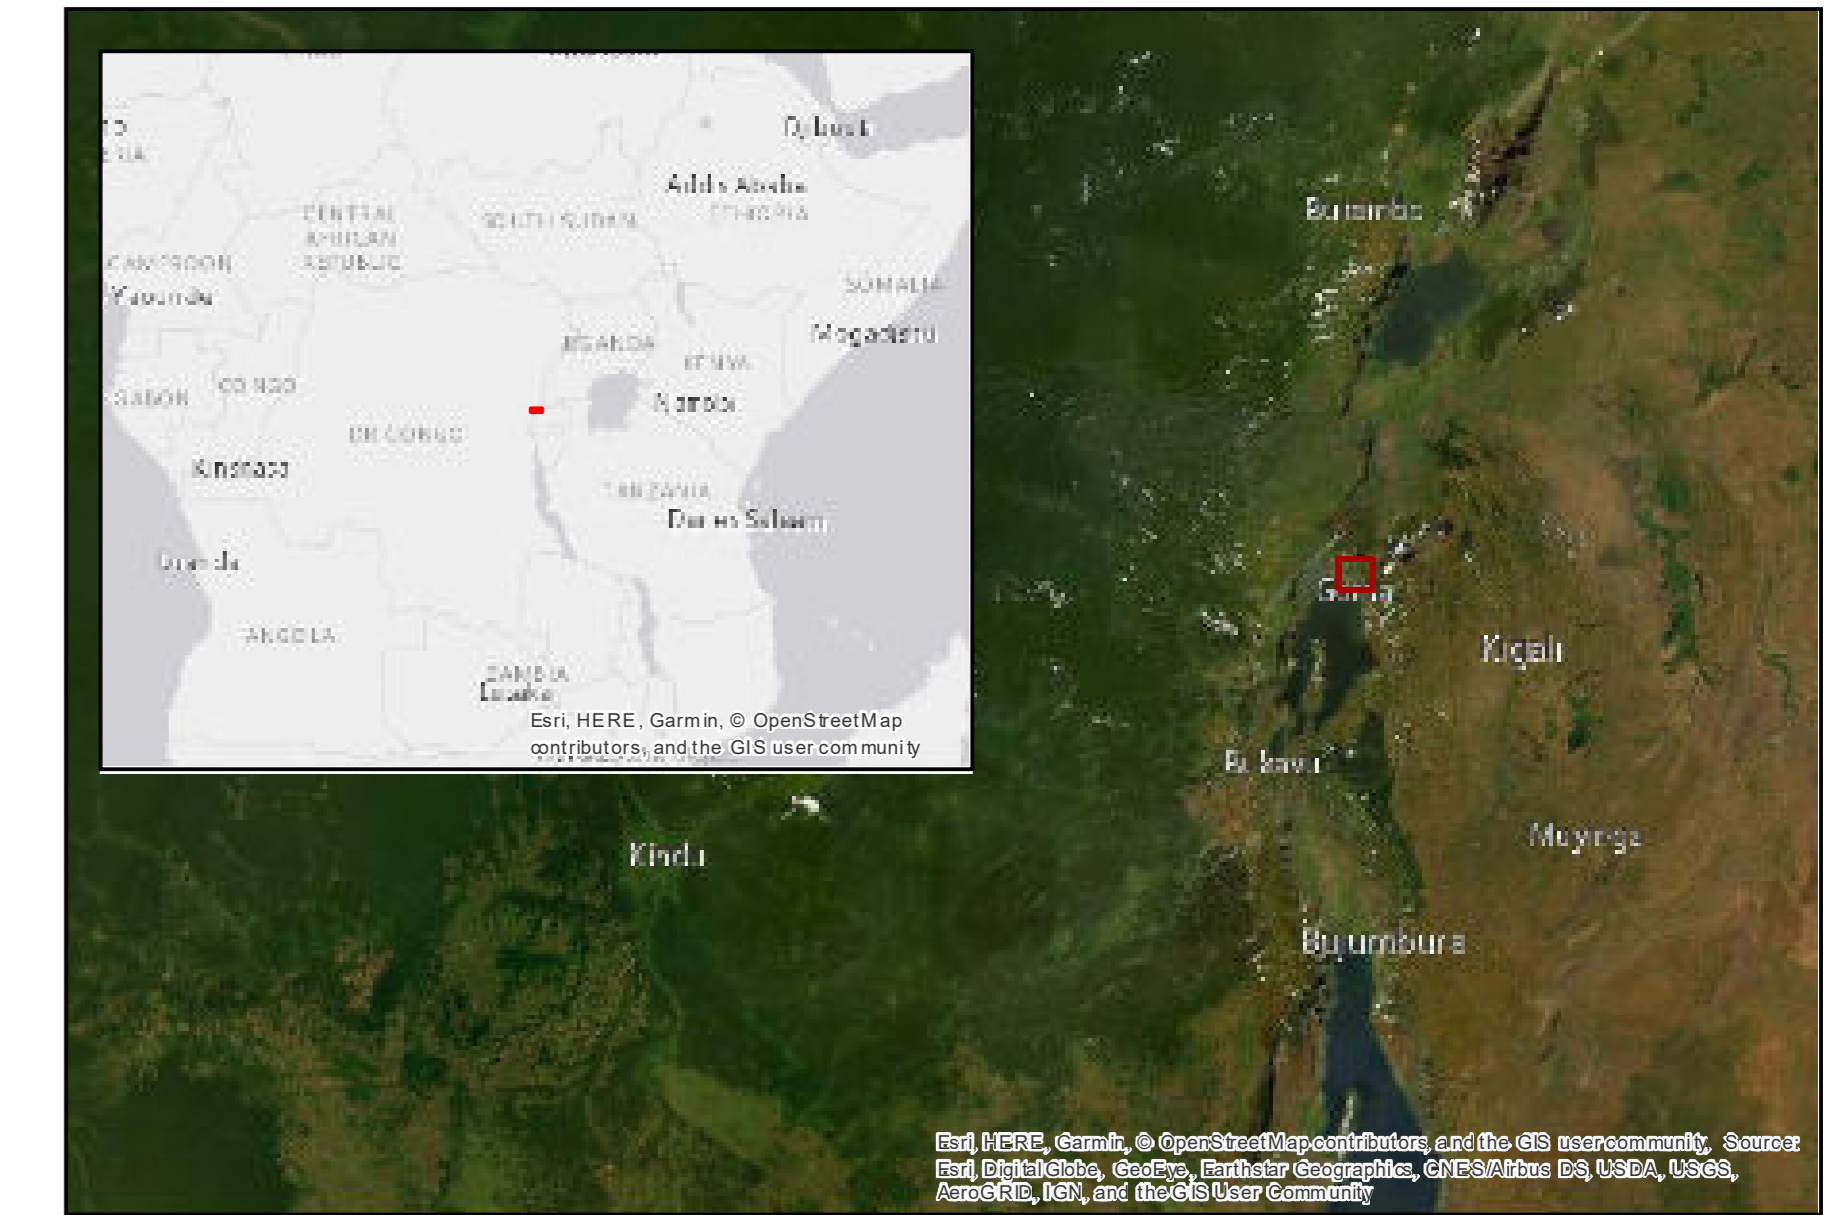 Djibouti
Addis Ababa
ETHIOPIA
SOUTH SUDAN
CENTRAL
AFRICAN
REPUBLIC
CAMEROON
Yaounde
SOMALIA
Mogadishu
UGANDA
KENYA
GABON
CONGO
Nairobi
DR CONGO
Kinshasa
TANZANIA
Dar es Salaam
Luanda
ANGOLA
ZAMBIA
Lusaka
Esri, HERE, Garmin, © OpenStreetMap
contributors, and the GIS user community
Butembo
Goma
Kigali
Bukavu
Muyinga
Kindu
Bujumbura
Esri, HERE, Garmin, © OpenStreetMap contributors, and the GIS user community, Source:
Esri, DigitalGlobe, GeoEye, Earthstar Geographics, CNES/Airbus DS, USDA, USGS,
AeroGRID, IGN, and the GIS User Community